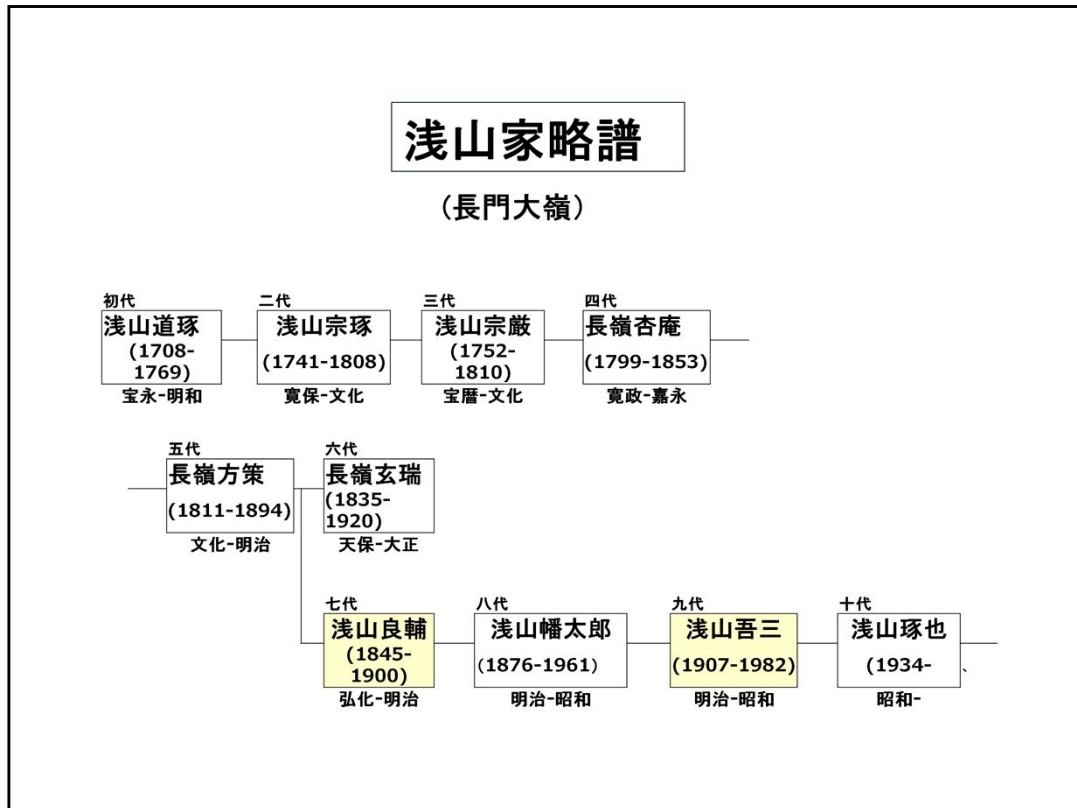 浅山家略譜
（長門大嶺）
初代
浅山道琢
(1708-
1769)
宝永-明和
二代
浅山宗琢
(1741-1808)
寛保-文化
三代
浅山宗厳
(1752-
1810)
宝暦-文化
四代
長嶺杏庵
(1799-1853)
寛政-嘉永
五代
長嶺方策
(1811-1894)
文化-明治
六代
長嶺玄瑞
(1835-
1920)
天保-大正
七代
浅山良輔
(1845-
1900)
弘化-明治
八代
浅山幡太郎
(1876-1961）
明治-昭和
九代
浅山吾三
(1907-1982)
明治-昭和
十代
浅山琢也
(1934-　、
昭和-